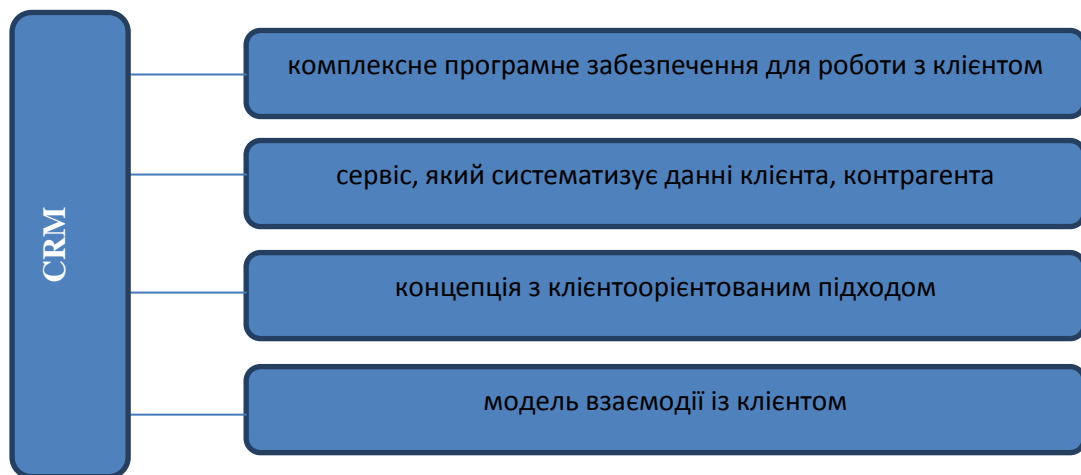 CRM
комплексне програмне забезпечення для роботи з клієнтом
сервіс, який систематизує данні клієнта, контрагента
концепція з клієнтоорієнтованим підходом
модель взаємодії із клієнтом